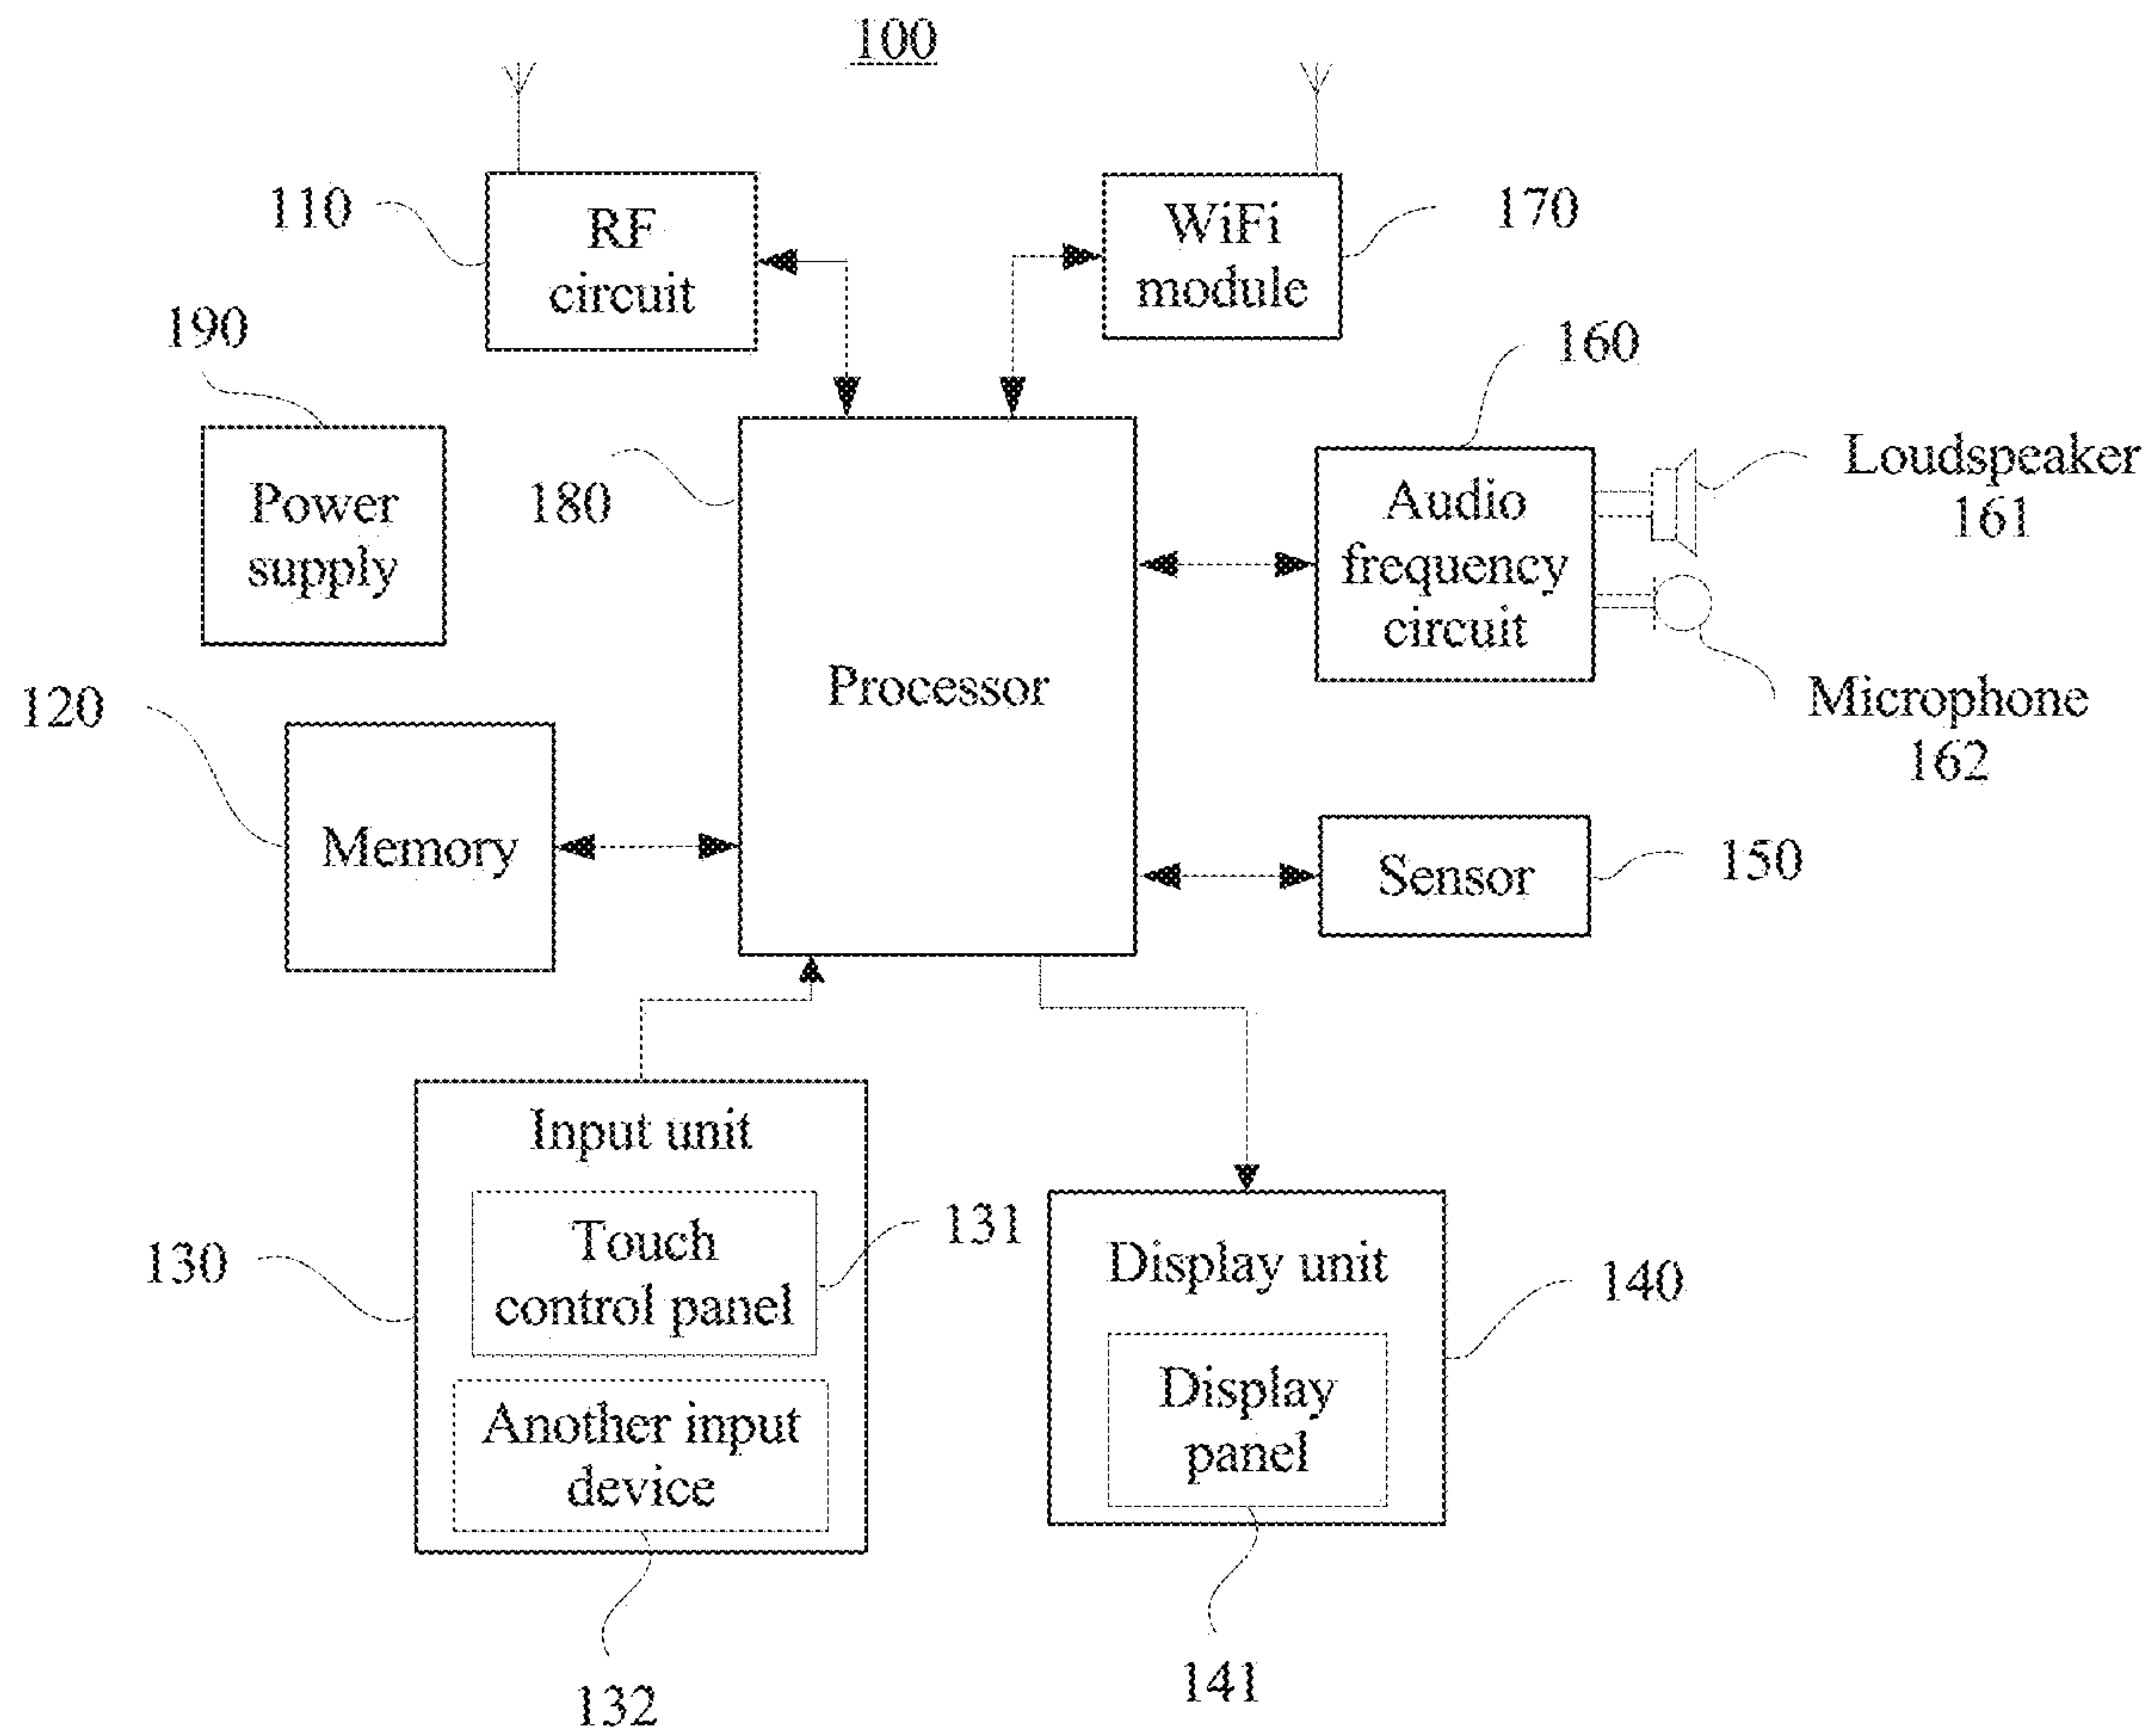 100
110
RF
circuit
WiFi
module
170
190
160
Power
supply
180
Audio
frequency
circuit
Loudspeaker
161
Processor
Microphone
162
120
Memory
Sensor
150
Input unit
Touch
control panel
131
130
Another input
device
132
Display unit
140
Display
panel
141